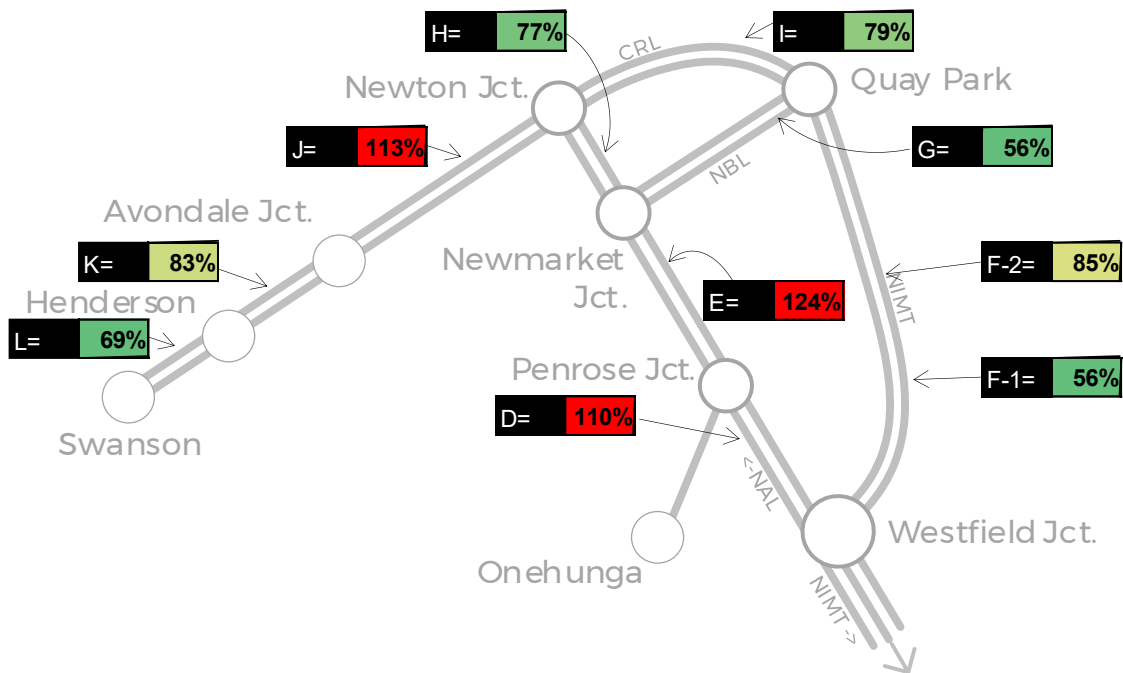 H= 77%
I= 79%
CRL
Newton Jct.
Quay Park
J= 113%
G= 56%
NBL
Avondale Jct.
K= 83%
Newmarket
Jct.
F-2= 85%
Henderson
E= 124%
NIMT
L= 69%
Penrose Jct.
F-1= 56%
D= 110%
Swanson
<-NAL
Westfield Jct.
Onehunga
NIMT ->